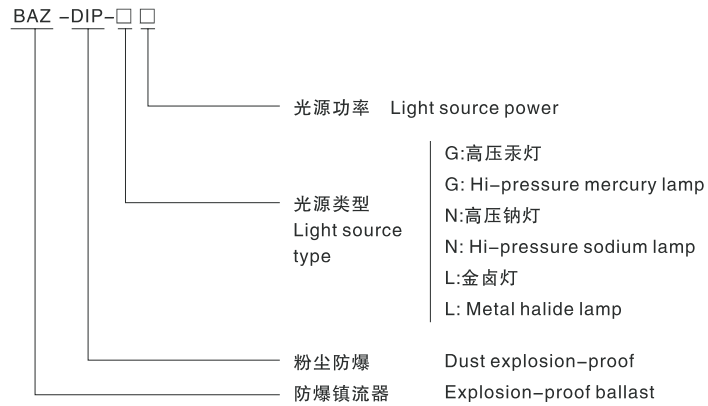 BAZ-DIP-□ □
光源功率 Light source power
G:高压汞灯
G: Hi-pressure mercury lamp
光源类型
Light source
type
N:高压钠灯
N: Hi-pressure sodium lamp
L:金卤灯
L: Metal halide lamp
粉尘防爆 Dust explosion-proof
防爆镇流器 Explosion-proof ballast